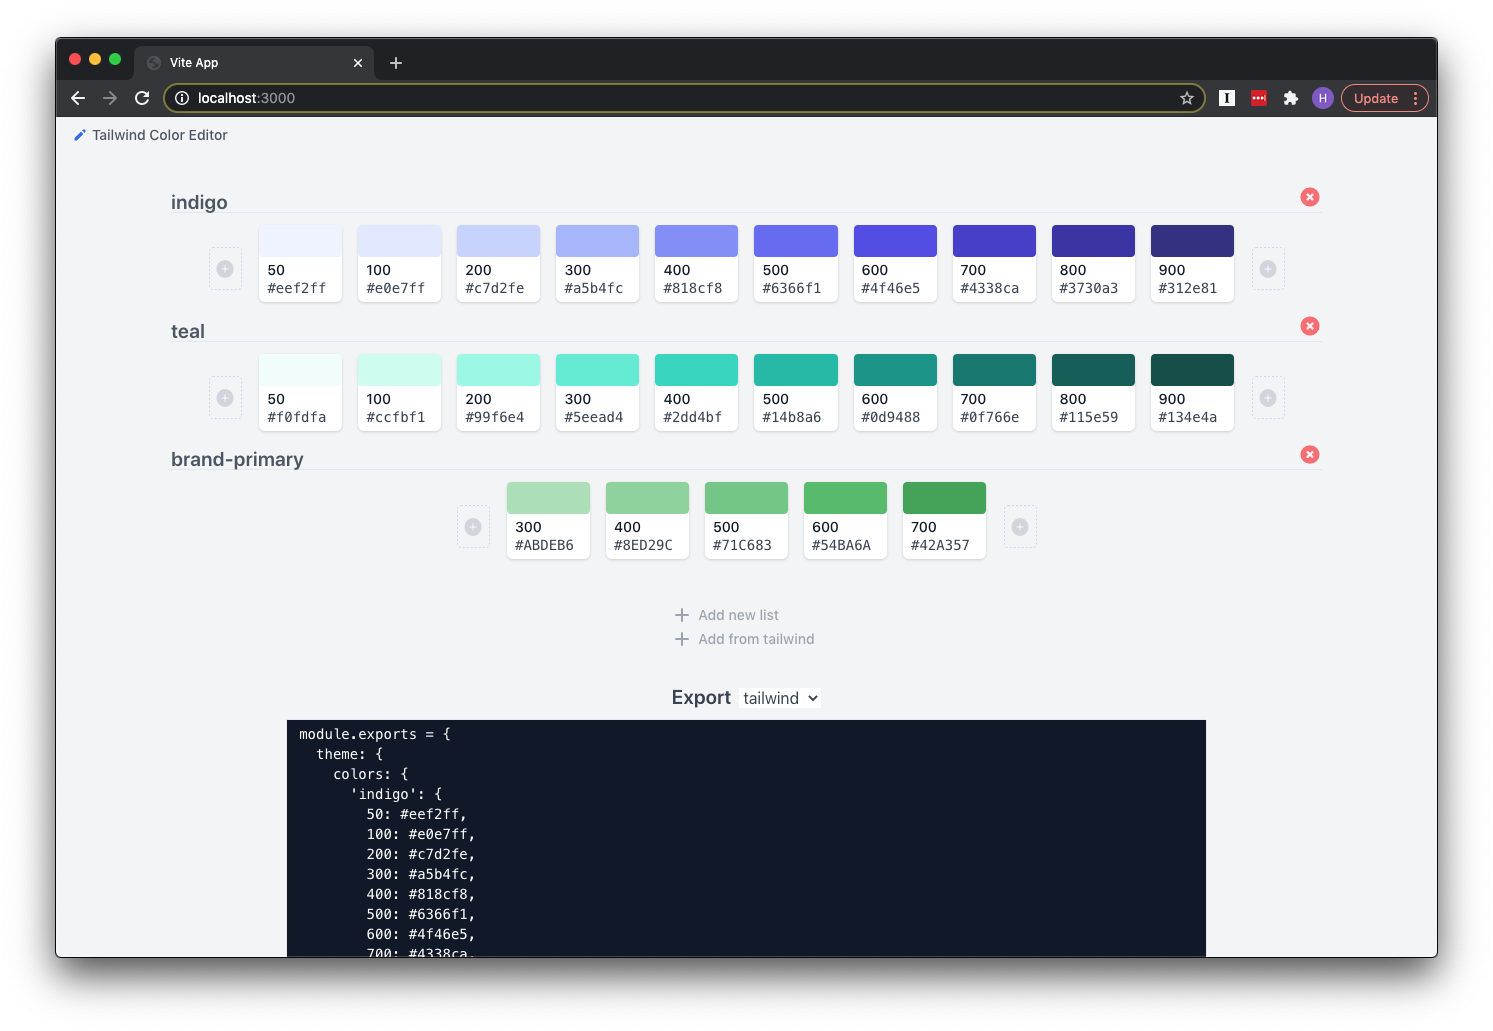 Vite App
localhost:3000
H
Update
Tailwind Color Editor
indigo
50 100 200 300 400 500 600 700 800 900
#eef2ff #e0e7ff #c7d2fe #a5b4fc #818cf8 #6366f1 #4f46e5 #4338ca #3730a3 #312e81
teal
50 100 200 300 400 500 600 700 800 900
#f0fdfa #ccfbf1 #99f6e4 #5eead4 #2dd4bf #14b8a6 #0d9488 #0f766e #115e59 #134e4a
brand-primary
300 400 500 600 700
#ABDEB6 #8ED29C #71C683 #54BA6A #42A357
Add new list
Add from tailwind
Export tailwind
module.exports = {
theme: {
colors: {
'indigo': {
50: #eef2ff,
100: #e0e7ff,
200: #c7d2fe,
300: #a5b4fc,
400: #818cf8,
500: #6366f1,
600: #4f46e5,
700: #4338ca,